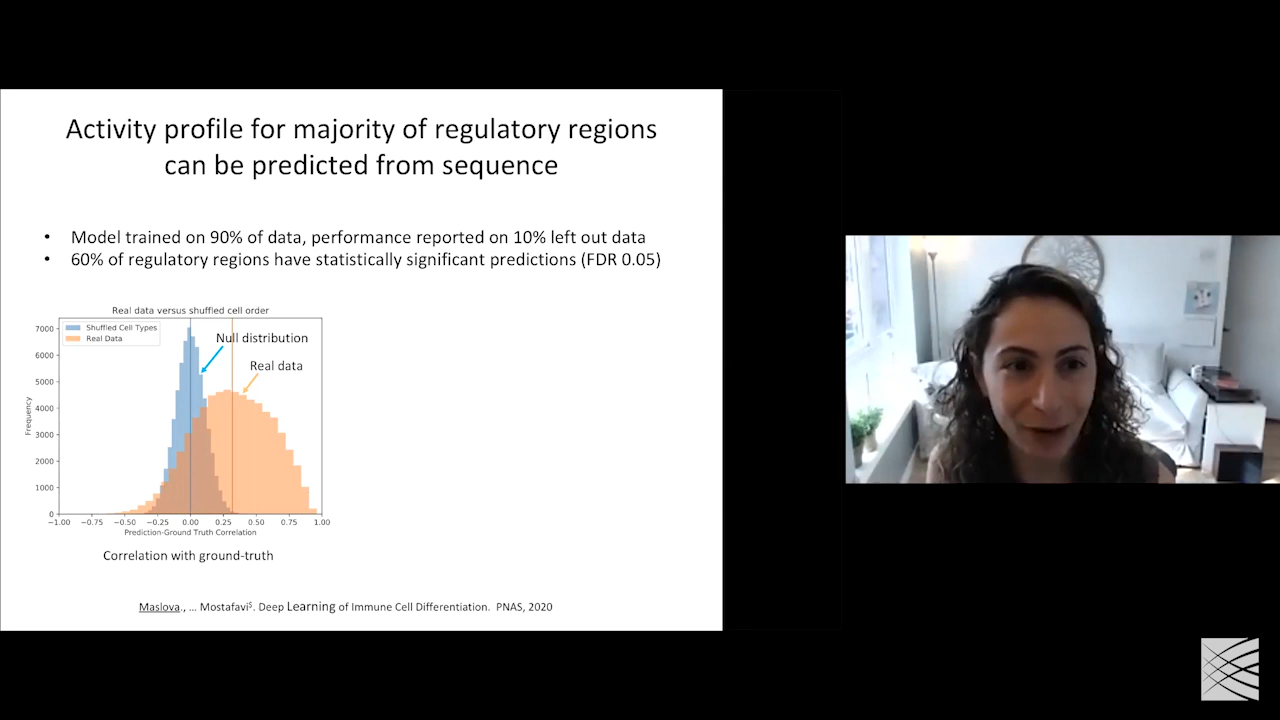 Activity profile for majority of regulatory regions
can be predicted from sequence
• Model trained on 90% of data, performance reported on 10% left out data
• 60% of regulatory regions have statistically significant predictions (FDR 0.05)
Real data versus shuffled cell order
Shuffled Cell Types
Real Data
Null distribution
Real data
Frequency
7000
6000
5000
4000
3000
2000
1000
0
−1.00 −0.75 −0.50 −0.25 0.00 0.25 0.50 0.75 1.00
Prediction-Ground Truth Correlation
Correlation with ground-truth
Maslova., ... Mostafavi$. Deep Learning of Immune Cell Differentiation. PNAS, 2020